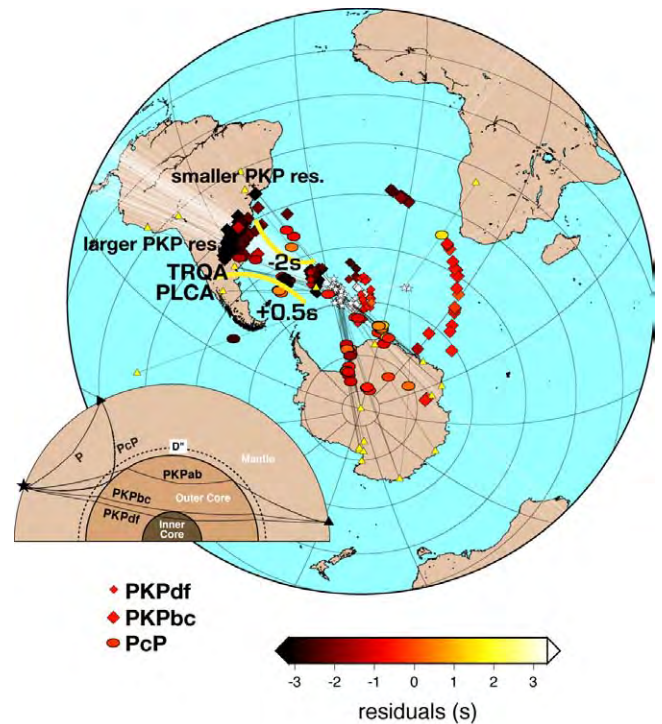 smaller PKP res.
larger PKP res.
-2s
TRQA
PLCA
+0.5s
P
PcP
D"
Mantle
PKPab
PKPbc
Outer Core
PKPdf
Inner
Core
PKPdf
PKPbc
PcP
-3 -2 -1 0 1 2 3
residuals (s)